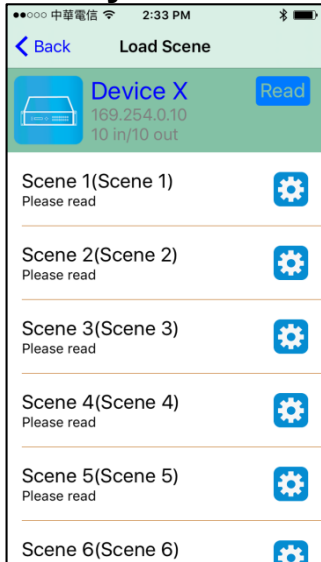 中華電信 2:33 PM
Back Load Scene
Device X Read
169.254.0.10
10 in/10 out
Scene 1(Scene 1)
Please read
Scene 2(Scene 2)
Please read
Scene 3(Scene 3)
Please read
Scene 4(Scene 4)
Please read
Scene 5(Scene 5)
Please read
Scene 6(Scene 6)